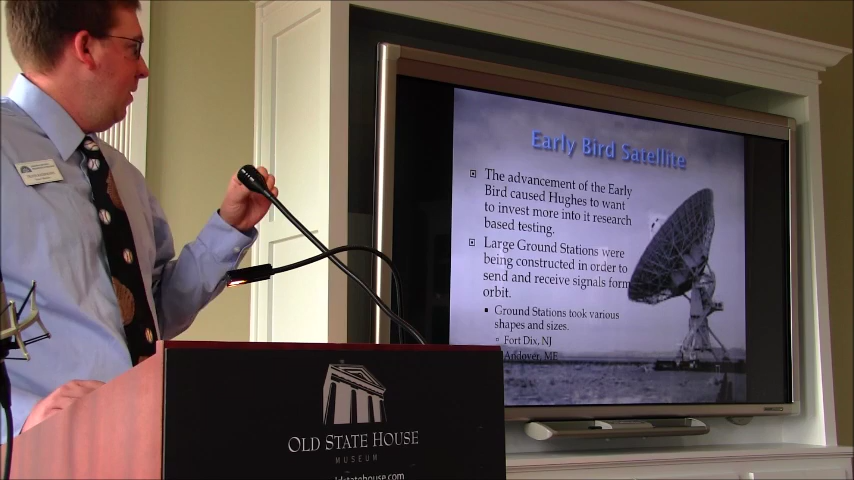 Early Bird Satellite
The advancement of the Early
Bird caused Hughes to want
to invest more into it research
based testing.
Large Ground Stations were
being constructed in order to
send and receive signals form
orbit.
Ground Stations took various
shapes and sizes.
Fort Dix, NJ
Andover, ME
OLD STATE HOUSE
MUSEUM
ldstatehouse.com